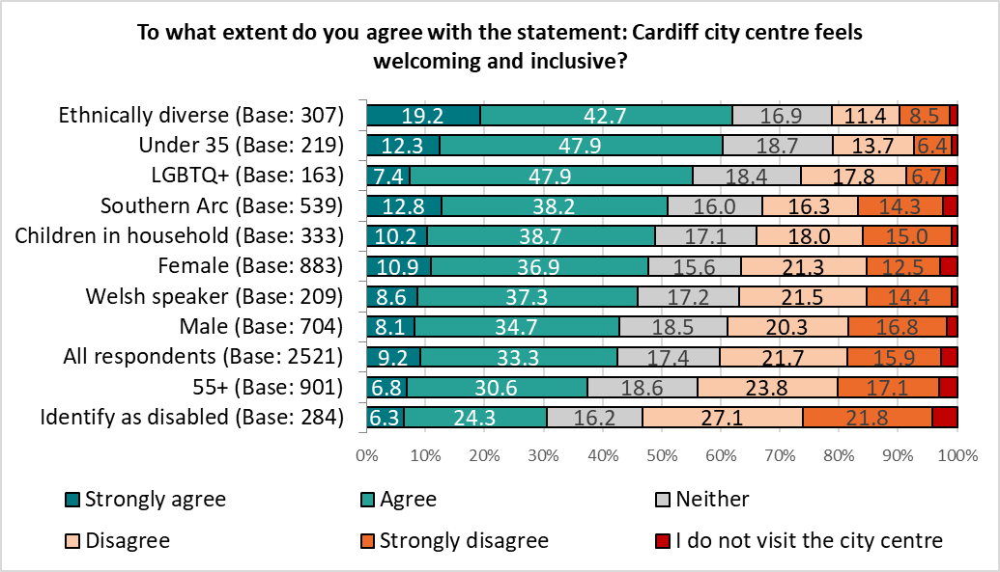 To what extent do you agree with the statement: Cardiff city centre feels
welcoming and inclusive?
Ethnically diverse (Base: 307) 19.2 42.7 16.9 11.4 8.5
Under 35 (Base: 219) 12.3 47.9 18.7 13.7 6.4
LGBTQ+ (Base: 163) 7.4 47.9 18.4 17.8 6.7
Southern Arc (Base: 539) 12.8 38.2 16.0 16.3 14.3
Children in household (Base: 333) 10.2 38.7 17.1 18.0 15.0
Female (Base: 883) 10.9 36.9 15.6 21.3 12.5
Welsh speaker (Base: 209) 8.6 37.3 17.2 21.5 14.4
Male (Base: 704) 8.1 34.7 18.5 20.3 16.8
All respondents (Base: 2521) 9.2 33.3 17.4 21.7 15.9
55+ (Base: 901) 6.8 30.6 18.6 23.8 17.1
Identify as disabled (Base: 284) 6.3 24.3 16.2 27.1 21.8
0% 10% 20% 30% 40% 50% 60% 70% 80% 90% 100%
Strongly agree Agree Neither
Disagree Strongly disagree I do not visit the city centre